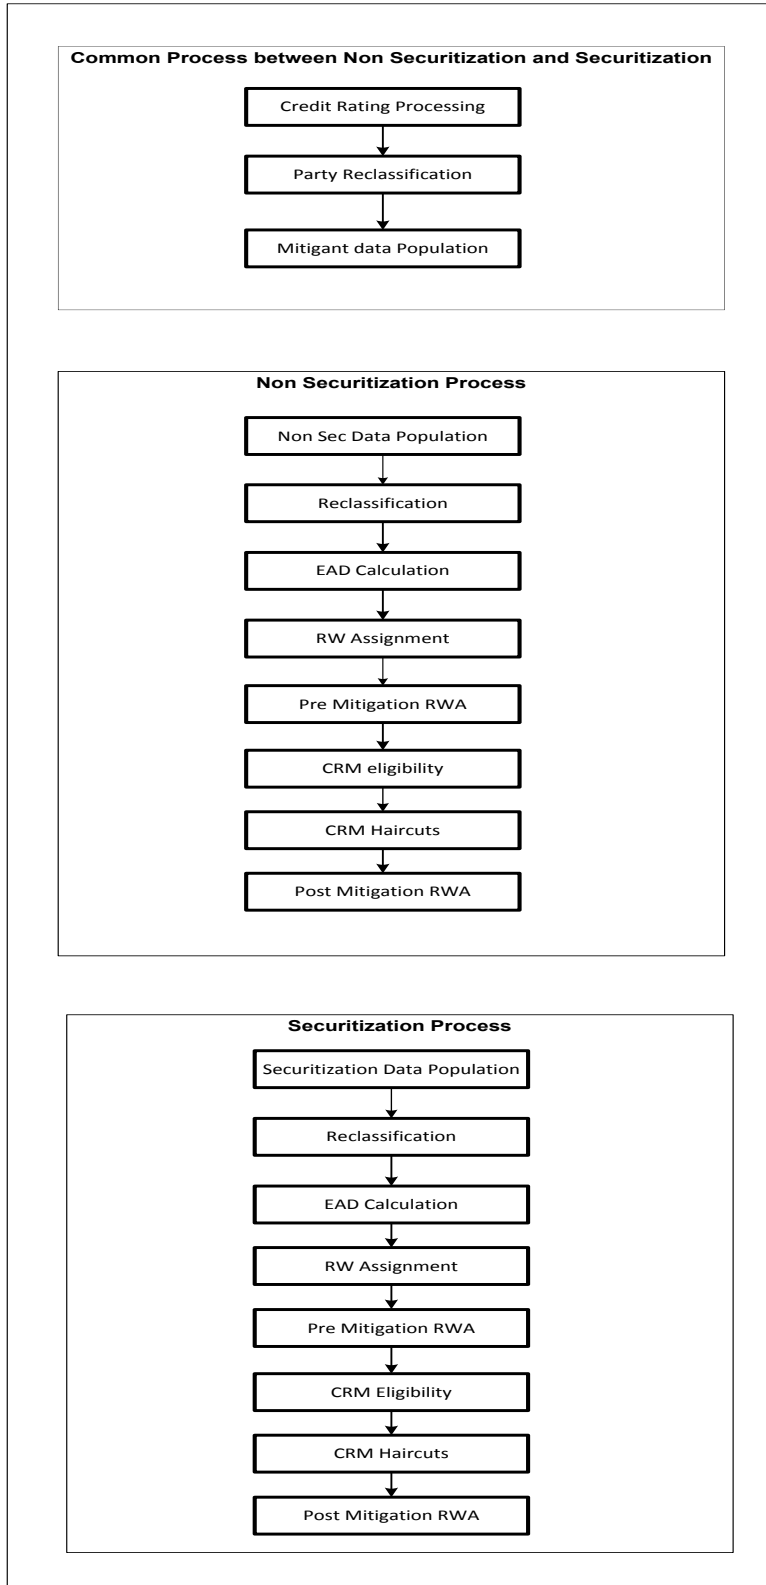 Common Process between Non Securitization and Securitization
Credit Rating Processing
Party Reclassification
Mitigant data Population
Non Securitization Process
Non Sec Data Population
Reclassification
EAD Calculation
RW Assignment
Pre Mitigation RWA
CRM eligibility
CRM Haircuts
Post Mitigation RWA
Securitization Process
Securitization Data Population
Reclassification
EAD Calculation
RW Assignment
Pre Mitigation RWA
CRM Eligibility
CRM Haircuts
Post Mitigation RWA